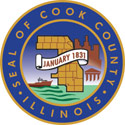 SEAL OF COOK COUNTY
JANUARY 1831
ILLINOIS